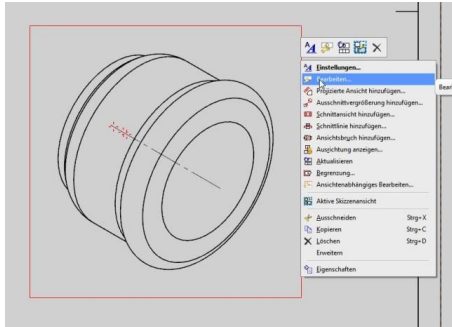 Einstellungen...
Bearbeiten...
Projizierte Ansicht hinzufügen...
Ausschnittvergrößerung hinzufügen...
Schnittansicht hinzufügen...
Schnittlinie hinzufügen...
Ansichtsbruch hinzufügen...
Ausrichtung anzeigen...
Aktualisieren
Begrenzung...
Ansichtenabhängiges Bearbeiten...
Aktive Skizzenansicht
Ausschneiden Strg+X
Kopieren Strg+C
Löschen Strg+D
Erweitern
Eigenschaften
Bear